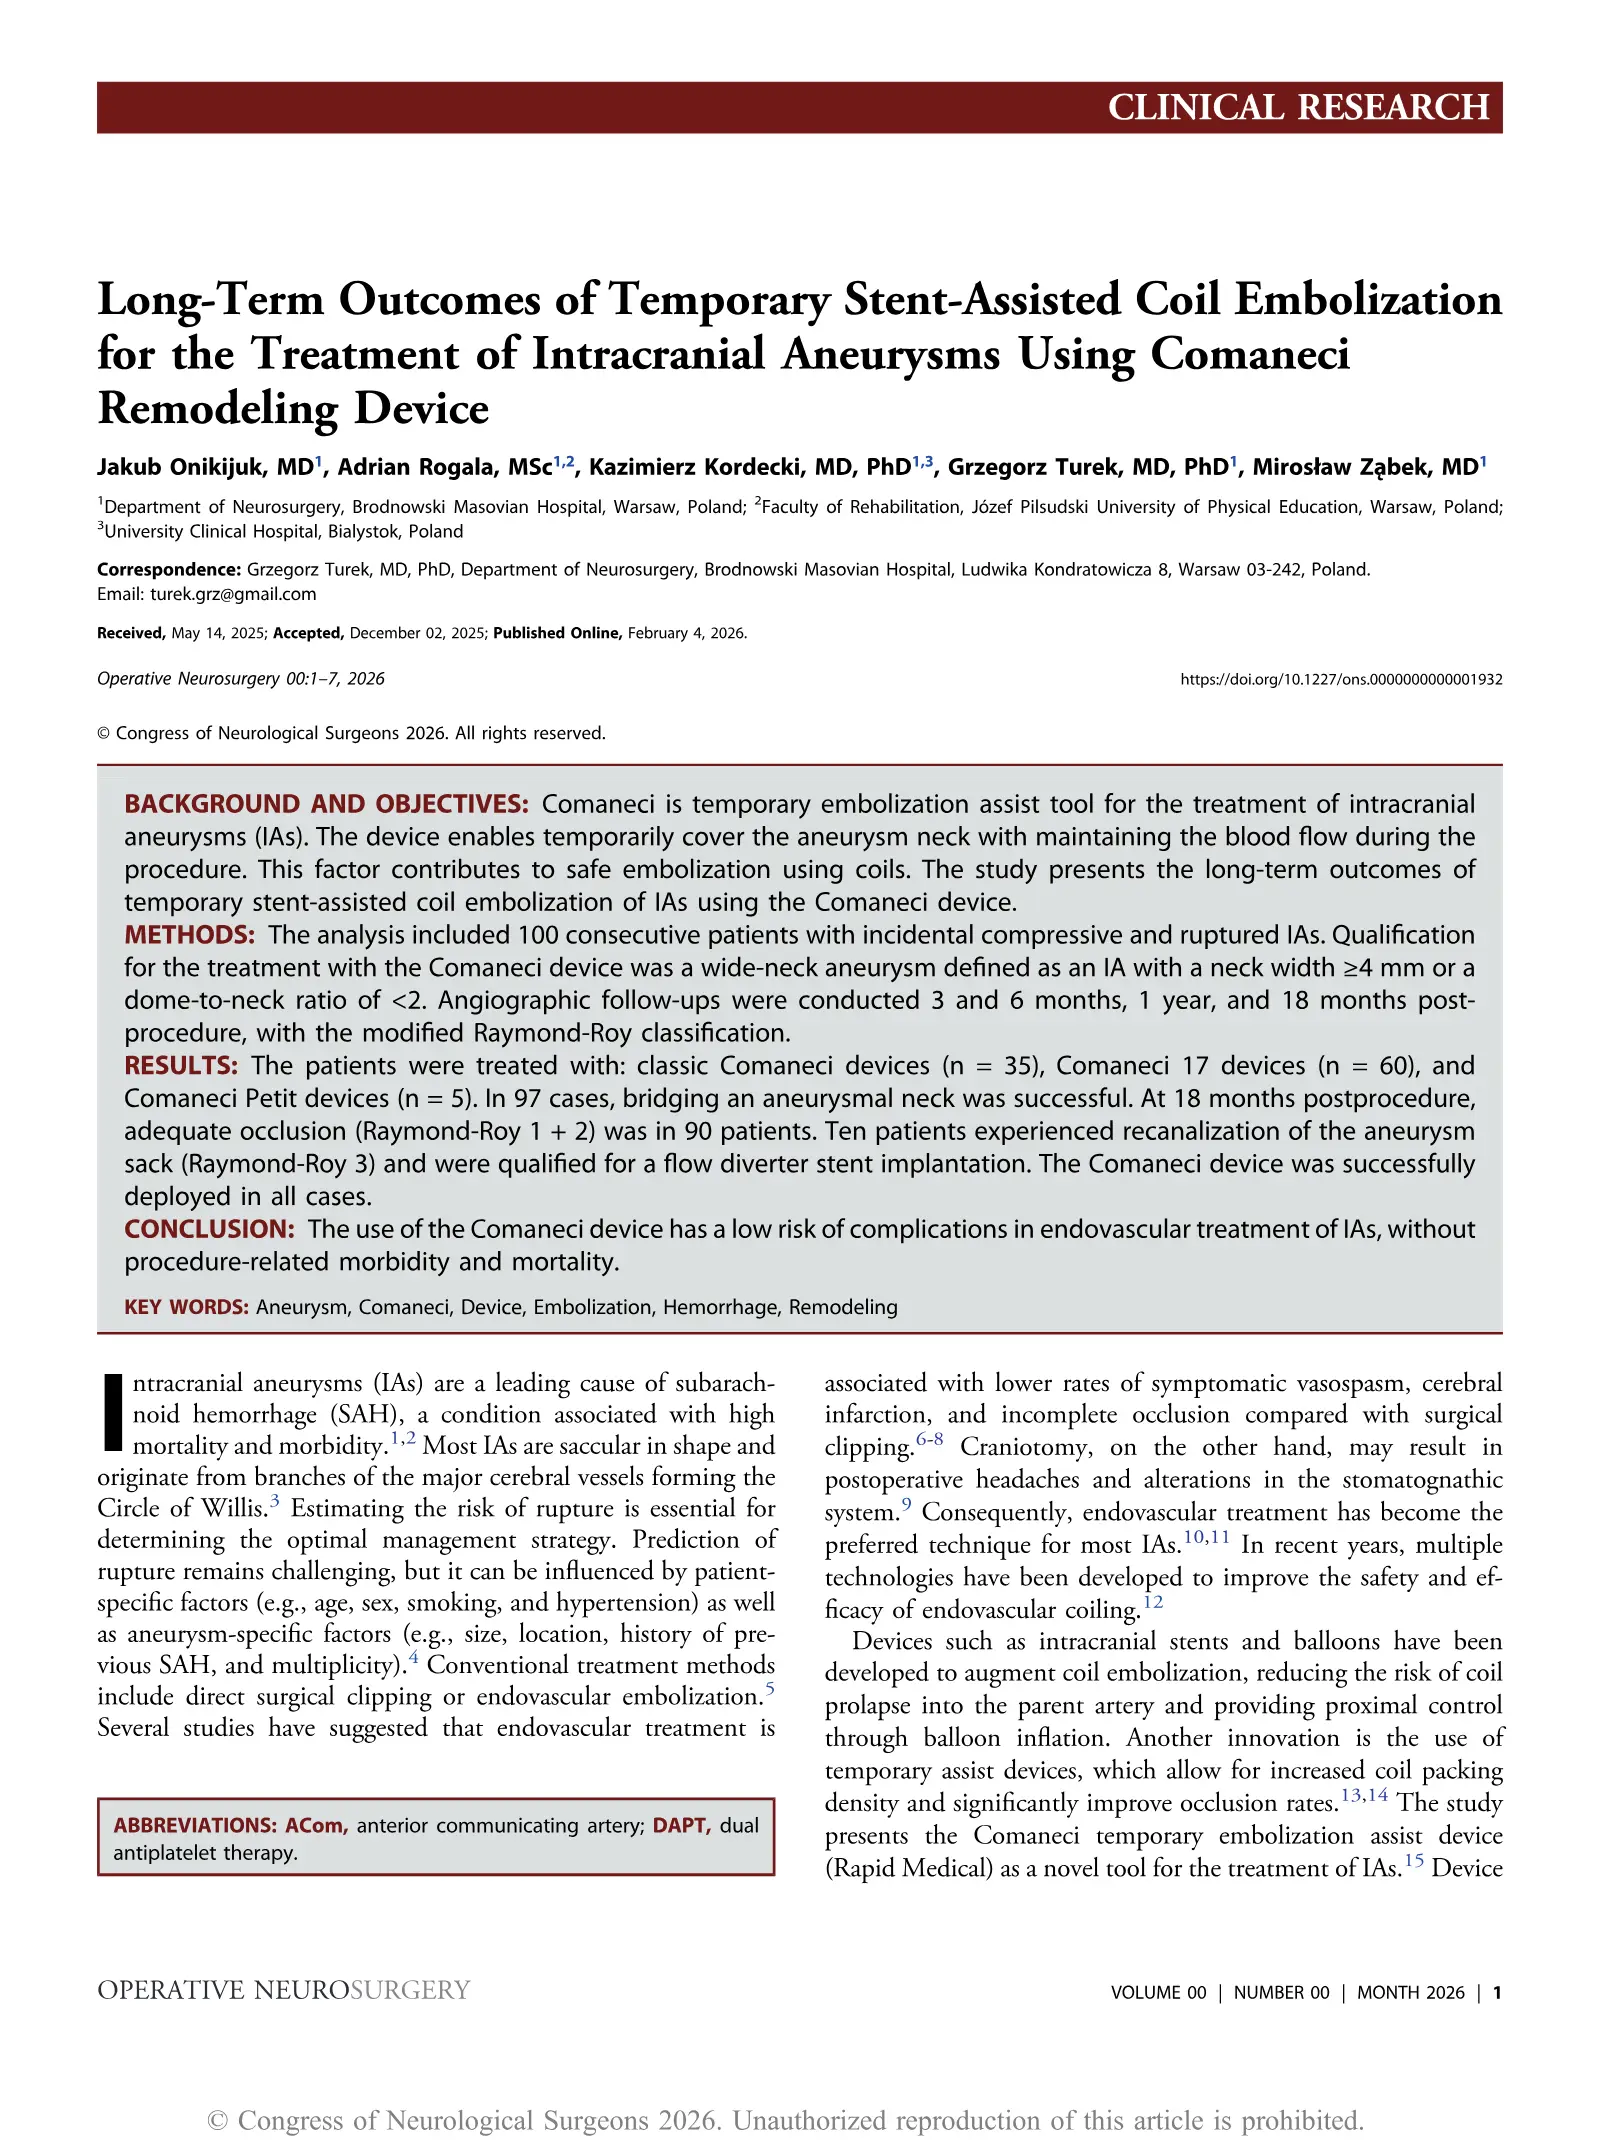 CLINICAL RESEARCH
Long-Term Outcomes of Temporary Stent-Assisted Coil Embolization
for the Treatment of Intracranial Aneurysms Using Comaneci
Remodeling Device
Jakub Onikijuk, MD1, Adrian Rogala, MSc1,2, Kazimierz Kordecki, MD, PhD1,3, Grzegorz Turek, MD, PhD1, Mirosław Ząbek, MD1
1Department of Neurosurgery, Brodnowski Masovian Hospital, Warsaw, Poland; 2Faculty of Rehabilitation, Józef Pilsudski University of Physical Education, Warsaw, Poland;
3University Clinical Hospital, Bialystok, Poland
Correspondence: Grzegorz Turek, MD, PhD, Department of Neurosurgery, Brodnowski Masovian Hospital, Ludwika Kondratowicza 8, Warsaw 03-242, Poland.
Email: turek.grz@gmail.com
Received, May 14, 2025; Accepted, December 02, 2025; Published Online, February 4, 2026.
Operative Neurosurgery 00:1–7, 2026
https://doi.org/10.1227/ons.0000000000001932
© Congress of Neurological Surgeons 2026. All rights reserved.
BACKGROUND AND OBJECTIVES: Comaneci is temporary embolization assist tool for the treatment of intracranial
aneurysms (IAs). The device enables temporarily cover the aneurysm neck with maintaining the blood flow during the
procedure. This factor contributes to safe embolization using coils. The study presents the long-term outcomes of
temporary stent-assisted coil embolization of IAs using the Comaneci device.
METHODS: The analysis included 100 consecutive patients with incidental compressive and ruptured IAs. Qualification
for the treatment with the Comaneci device was a wide-neck aneurysm defined as an IA with a neck width ≥4 mm or a
dome-to-neck ratio of <2. Angiographic follow-ups were conducted 3 and 6 months, 1 year, and 18 months post-
procedure, with the modified Raymond-Roy classification.
RESULTS: The patients were treated with: classic Comaneci devices (n = 35), Comaneci 17 devices (n = 60), and
Comaneci Petit devices (n = 5). In 97 cases, bridging an aneurysmal neck was successful. At 18 months postprocedure,
adequate occlusion (Raymond-Roy 1 + 2) was in 90 patients. Ten patients experienced recanalization of the aneurysm
sack (Raymond-Roy 3) and were qualified for a flow diverter stent implantation. The Comaneci device was successfully
deployed in all cases.
CONCLUSION: The use of the Comaneci device has a low risk of complications in endovascular treatment of IAs, without
procedure-related morbidity and mortality.
KEY WORDS: Aneurysm, Comaneci, Device, Embolization, Hemorrhage, Remodeling
Intracranial aneurysms (IAs) are a leading cause of subarach-
noid hemorrhage (SAH), a condition associated with high
mortality and morbidity.1,2 Most IAs are saccular in shape and
originate from branches of the major cerebral vessels forming the
Circle of Willis.3 Estimating the risk of rupture is essential for
determining the optimal management strategy. Prediction of
rupture remains challenging, but it can be influenced by patient-
specific factors (e.g., age, sex, smoking, and hypertension) as well
as aneurysm-specific factors (e.g., size, location, history of pre-
vious SAH, and multiplicity).4 Conventional treatment methods
include direct surgical clipping or endovascular embolization.5
Several studies have suggested that endovascular treatment is
ABBREVIATIONS: ACom, anterior communicating artery; DAPT, dual
antiplatelet therapy.
associated with lower rates of symptomatic vasospasm, cerebral
infarction, and incomplete occlusion compared with surgical
clipping.6-8 Craniotomy, on the other hand, may result in
postoperative headaches and alterations in the stomatognathic
system.9 Consequently, endovascular treatment has become the
preferred technique for most IAs.10,11 In recent years, multiple
technologies have been developed to improve the safety and ef-
ficacy of endovascular coiling.12
Devices such as intracranial stents and balloons have been
developed to augment coil embolization, reducing the risk of coil
prolapse into the parent artery and providing proximal control
through balloon inflation. Another innovation is the use of
temporary assist devices, which allow for increased coil packing
density and significantly improve occlusion rates.13,14 The study
presents the Comaneci temporary embolization assist device
(Rapid Medical) as a novel tool for the treatment of IAs.15 Device
OPERATIVE NEUROSURGERY
VOLUME 00 | NUMBER 00 | MONTH 2026 | 1
© Congress of Neurological Surgeons 2026. Unauthorized reproduction of this article is prohibited.